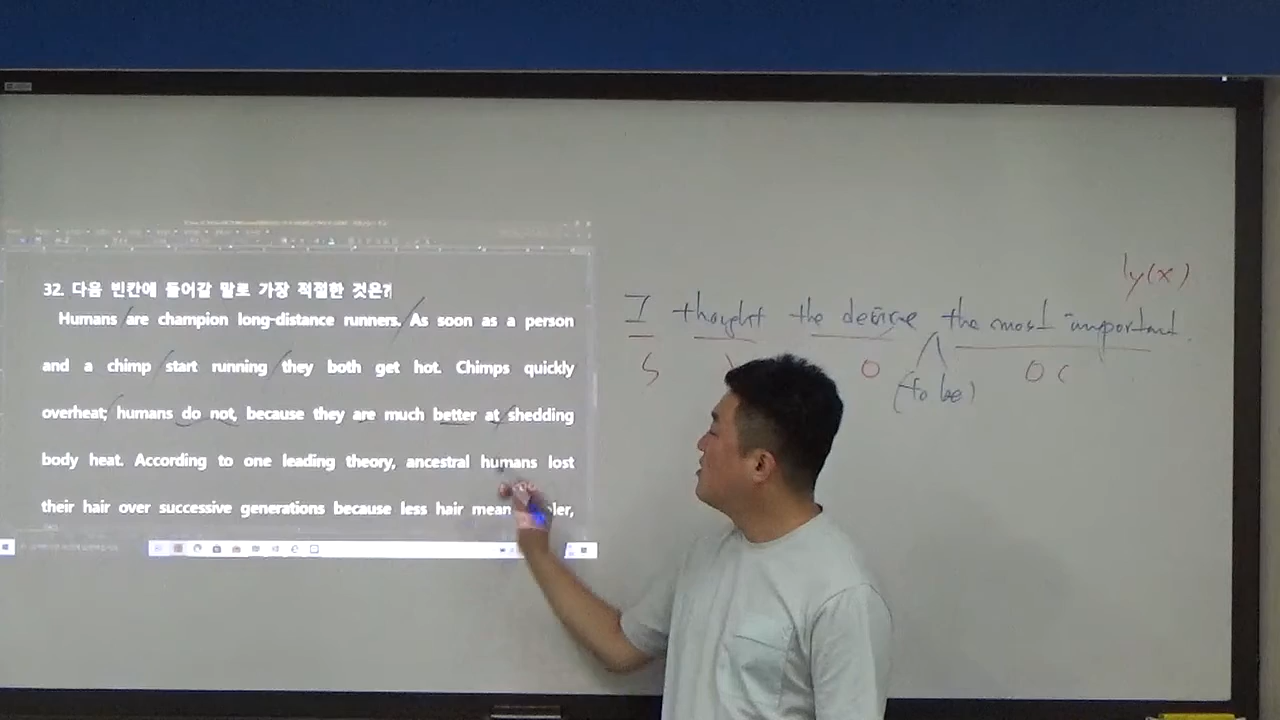 32. 다음 빈칸에 들어갈 말로 가장 적절한 것은?
Humans are champion long-distance runners. As soon as a person
and a chimp start running they both get hot. Chimps quickly
overheat; humans do not, because they are much better at shedding
body heat. According to one leading theory, ancestral humans lost
their hair over successive generations because less hair
ly(x)
I thought the desire the most important.
S
O
(to be)
O C